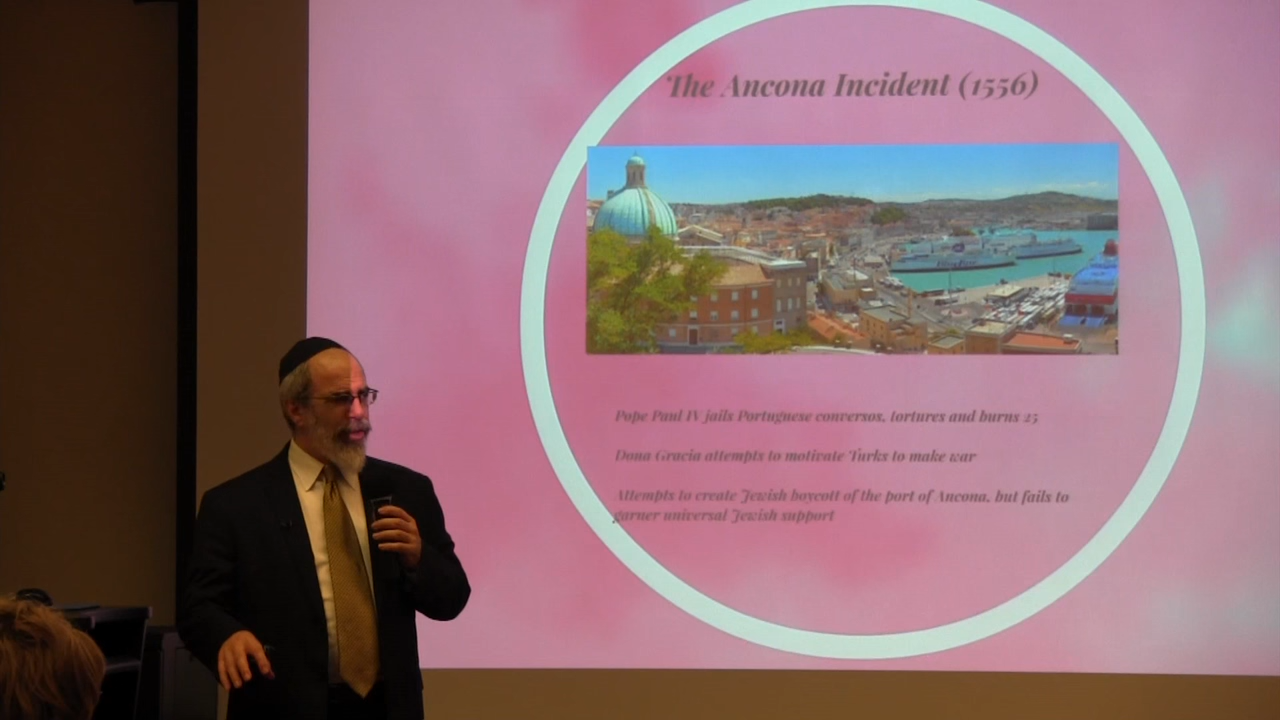 The Ancona Incident (1556)
Pope Paul IV jails Portuguese conversos, tortures and burns 25
Dona Gracia attempts to motivate Turks to make war
Attempts to create Jewish boycott of the port of Ancona, but fails to
garner universal Jewish support